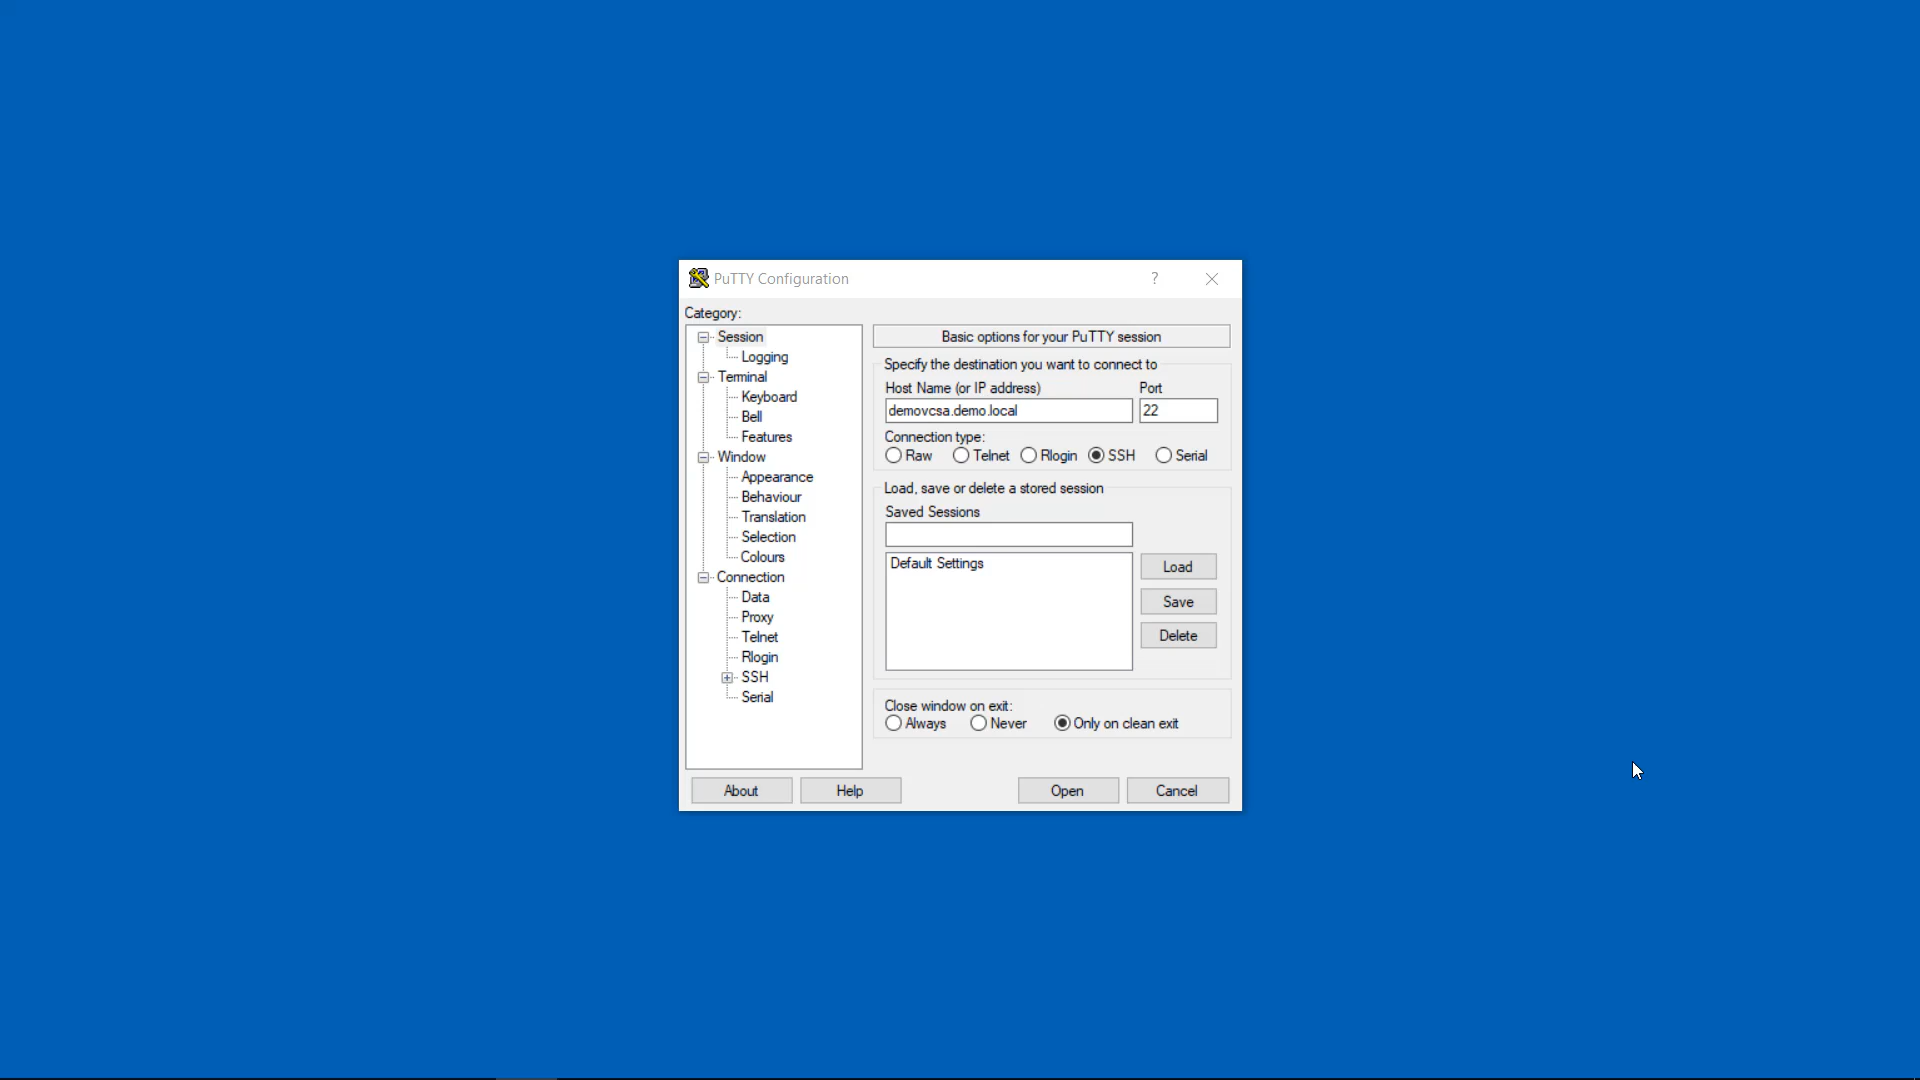 PuTTY Configuration ?
Category:
Session
Logging
Terminal
Keyboard
Bell
Features
Window
Appearance
Behaviour
Translation
Selection
Colours
Connection
Data
Proxy
Telnet
Rlogin
SSH
Serial
Basic options for your PuTTY session
Specify the destination you want to connect to
Host Name (or IP address) Port
demovcsa.demo.local 22
Connection type:
Raw Telnet Rlogin SSH Serial
Load, save or delete a stored session
Saved Sessions
Default Settings
Load
Save
Delete
Close window on exit:
Always Never Only on clean exit
About Help Open Cancel